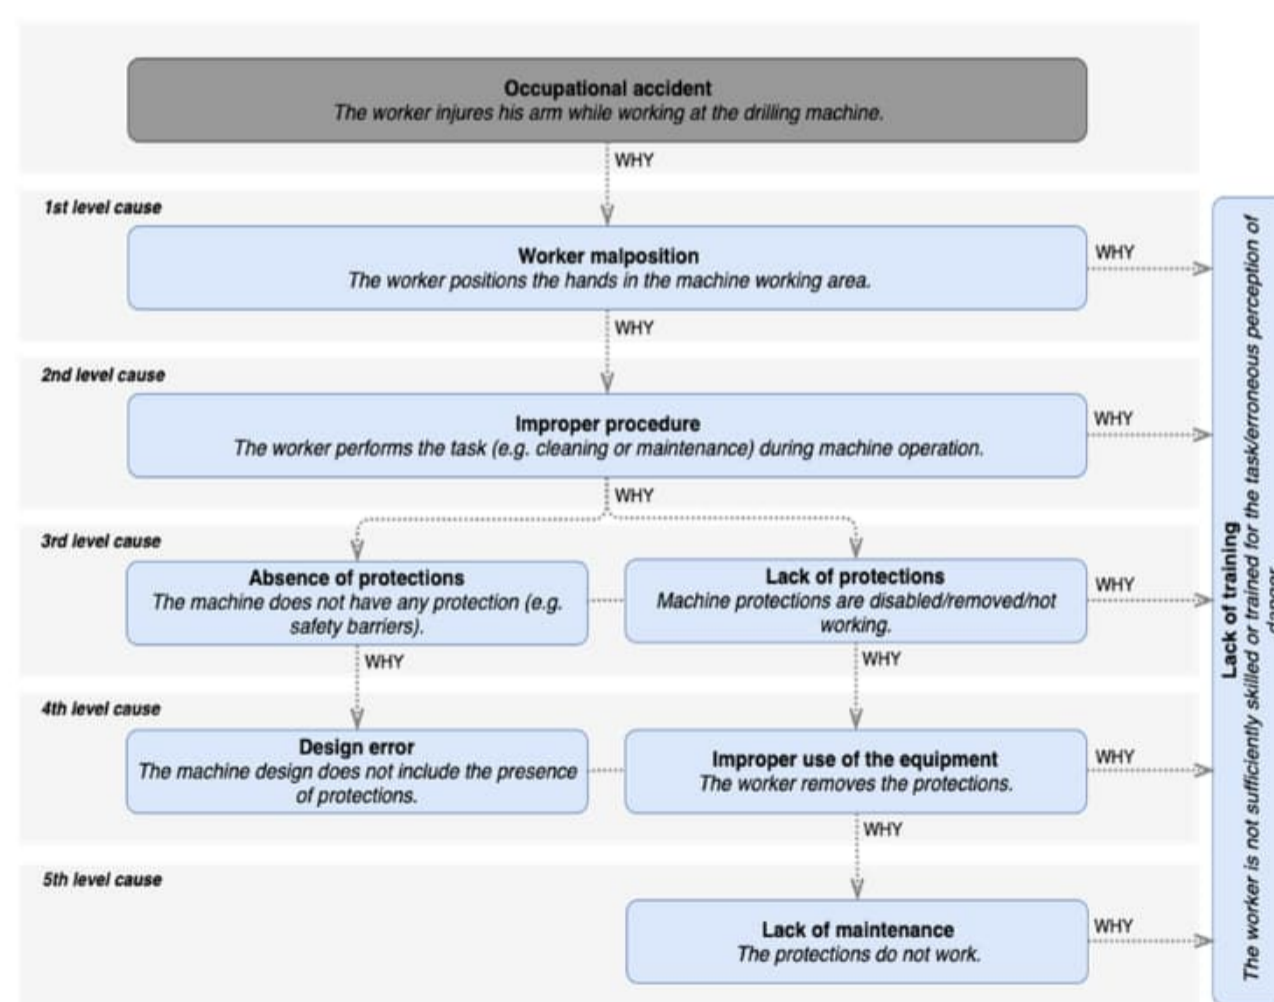 Occupational accident
The worker injures his arm while working at the drilling machine.
WHY
1st level cause
Worker malposition
The worker positions the hands in the machine working area.
WHY
WHY
2nd level cause
Improper procedure
The worker performs the task (e.g. cleaning or maintenance) during machine operation.
WHY
WHY
3rd level cause
Absence of protections
The machine does not have any protection (e.g.
safety barriers).
Lack of protections
Machine protections are disabled/removed/not
working.
WHY
WHY
WHY
4th level cause
Design error
The machine design does not include the presence
of protections.
Improper use of the equipment
The worker removes the protections.
WHY
WHY
5th level cause
Lack of maintenance
The protections do not work.
WHY
Lack of training
The worker is not sufficiently skilled or trained for the task/erroneous perception of
danger